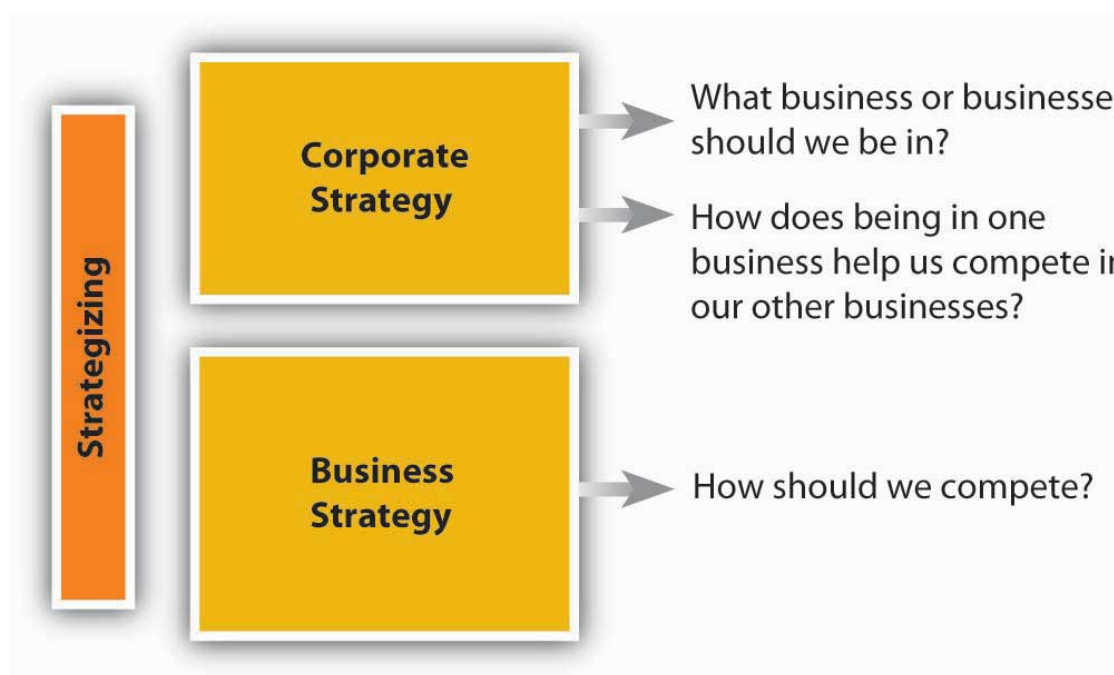 Strategizing
Corporate
Strategy
What business or businesse
should we be in?
How does being in one
business help us compete in
our other businesses?
Business
Strategy
How should we compete?